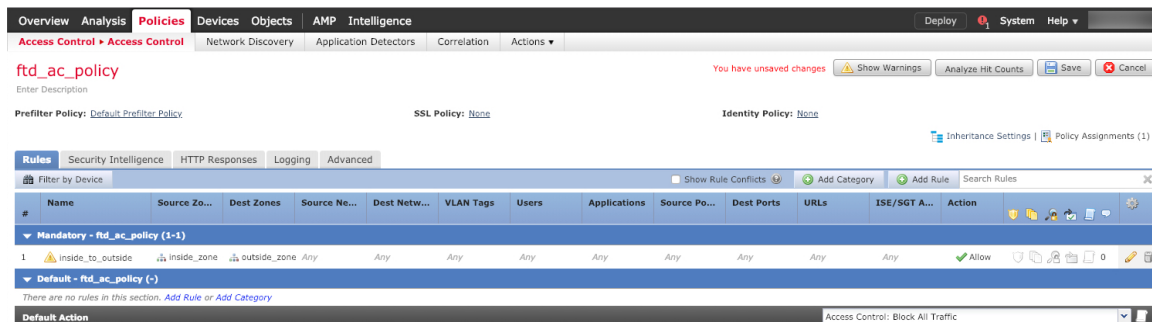 Overview Analysis Policies Devices Objects AMP Intelligence Deploy 1 System Help
Access Control ▸ Access Control Network Discovery Application Detectors Correlation Actions
ftd_ac_policy You have unsaved changes Show Warnings Analyze Hit Counts Save Cancel
Enter Description
Prefilter Policy: Default Prefilter Policy SSL Policy: None Identity Policy: None
Inheritance Settings | Policy Assignments (1)
Rules Security Intelligence HTTP Responses Logging Advanced
Filter by Device Show Rule Conflicts Add Category Add Rule Search Rules
# Name Source Zo... Dest Zones Source Ne... Dest Netw... VLAN Tags Users Applications Source Po... Dest Ports URLs ISE/SGT A... Action
Mandatory - ftd_ac_policy (1-1)
1 inside_to_outside inside_zone outside_zone Any Any Any Any Any Any Any Any Any Allow 0
Default - ftd_ac_policy (-)
There are no rules in this section. Add Rule or Add Category
Default Action Access Control: Block All Traffic